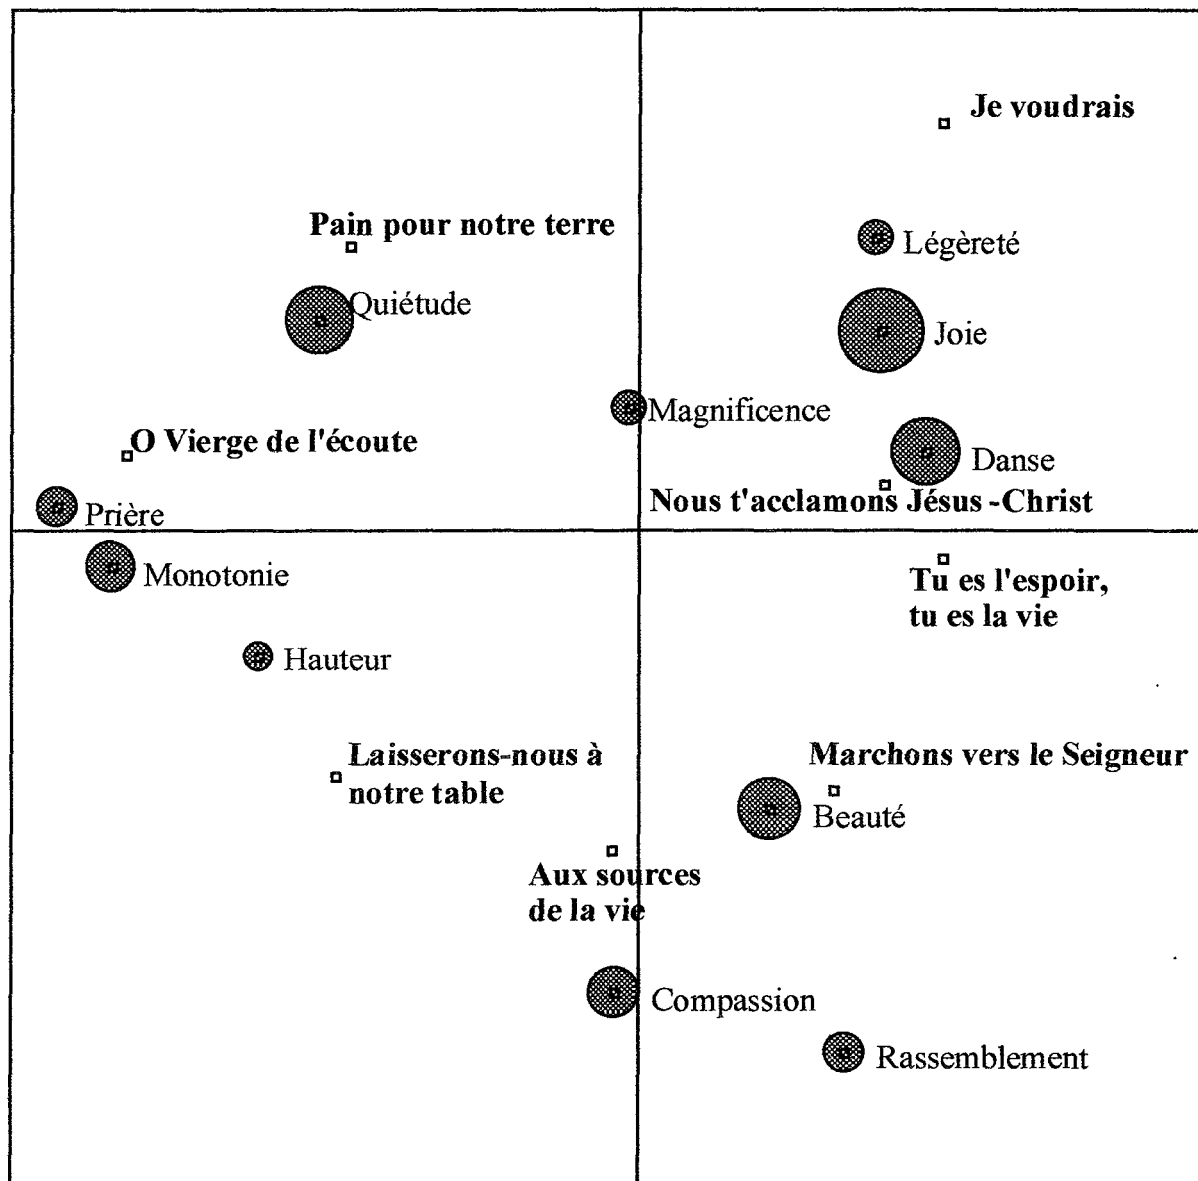 Je voudrais
Pain pour notre terre
Légèreté
Quiétude
Joie
Magnificence
O Vierge de l'écoute
Danse
Nous t'acclamons Jésus-Christ
Prière
Monotonie
Tu es l'espoir,
tu es la vie
Hauteur
Laisserons-nous à
notre table
Marchons vers le Seigneur
Beauté
Aux sources
de la vie
Compassion
Rassemblement